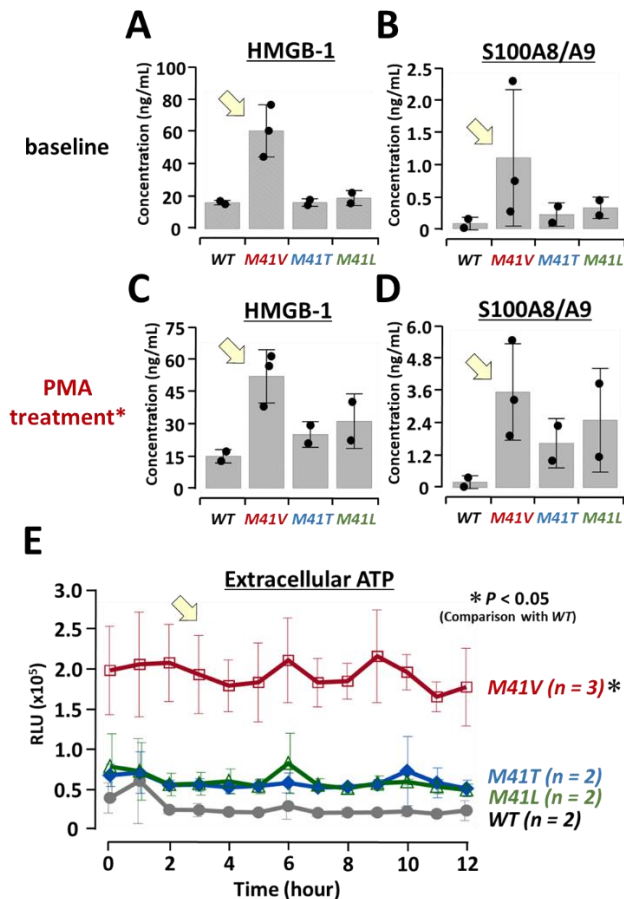 A
HMGB-1
baseline
Concentration (ng/mL)
100
80
60
40
20
0
WT M41V M41T M41L
B
S100A8/A9
Concentration (ng/mL)
2.5
2.0
1.5
1.0
0.5
0
WT M41V M41T M41L
C
HMGB-1
PMA
treatment*
Concentration (ng/mL)
75
60
45
30
15
0
WT M41V M41T M41L
D
S100A8/A9
Concentration (ng/mL)
6.0
4.8
3.6
2.4
1.2
0
WT M41V M41T M41L
E
Extracellular ATP
* P < 0.05
(Comparison with WT)
RLU (x10⁵)
3.0
2.5
2.0
1.5
1.0
0.5
0
M41V (n = 3)*
M41T (n = 2)
M41L (n = 2)
WT (n = 2)
0 2 4 6 8 10 12
Time (hour)